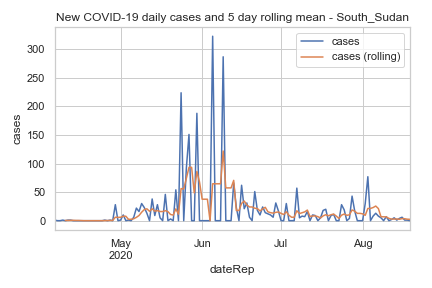 New COVID-19 daily cases and 5 day rolling mean - South_Sudan
cases
cases (rolling)
300
250
200
150
100
50
0
cases
May
2020
Jun
Jul
Aug
dateRep